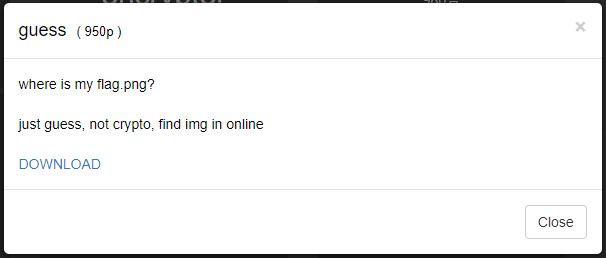 guess ( 950p )
×
where is my flag.png?
just guess, not crypto, find img in online
DOWNLOAD
Close